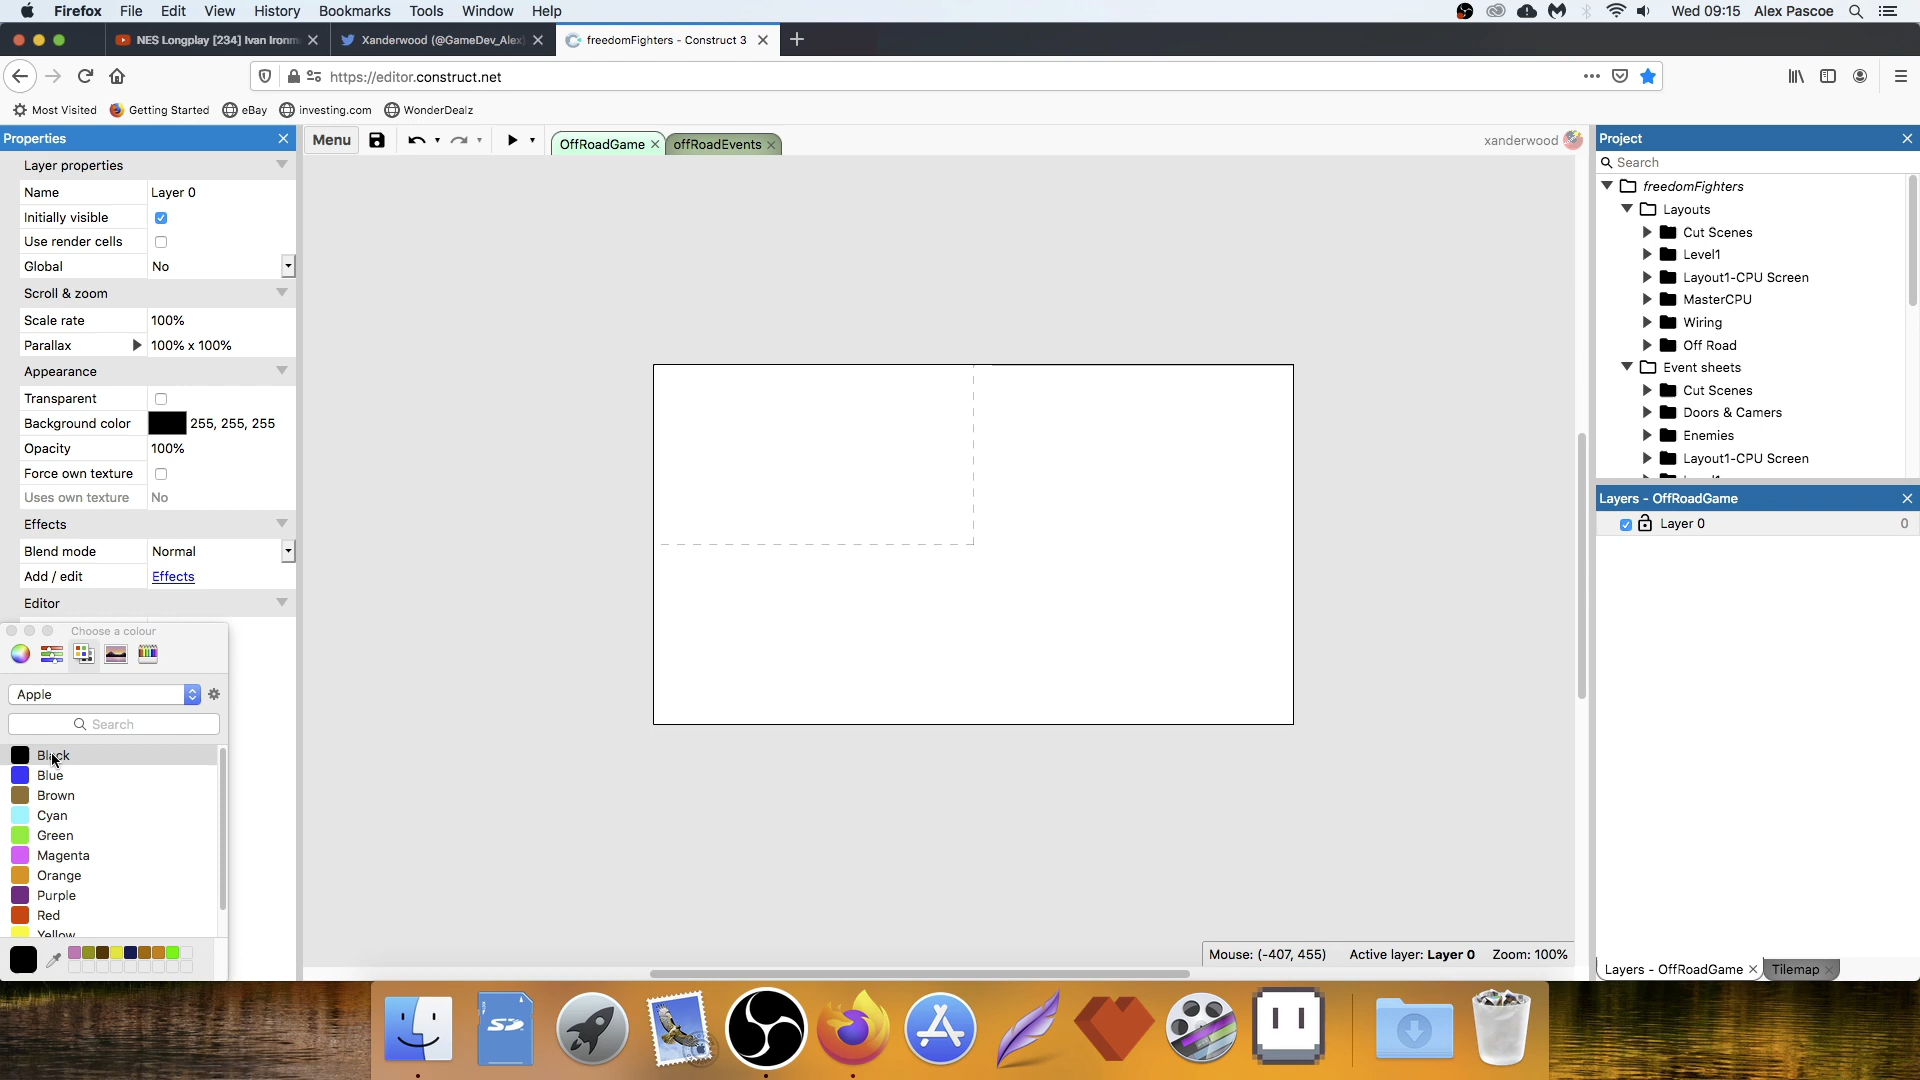 Firefox File Edit View History Bookmarks Tools Window Help Wed 09:15 Alex Pascoe
NES Longplay [234] Ivan Ironm
Xanderwood (@GameDev_Alex)
freedomFighters - Construct 3
https://editor.construct.net
Most Visited Getting Started eBay investing.com WonderDealz
Properties
Menu
OffRoadGame
offRoadEvents
xanderwood
Project
Layer properties
Search
Name Layer 0
freedomFighters
Initially visible
Layouts
Use render cells
Cut Scenes
Global No
Level1
Scroll & zoom
Layout1-CPU Screen
Scale rate 100%
MasterCPU
Parallax 100% x 100%
Wiring
Appearance
Off Road
Transparent
Event sheets
Background color 255, 255, 255
Cut Scenes
Opacity 100%
Doors & Camers
Force own texture
Enemies
Uses own texture No
Layout1-CPU Screen
Effects
Layers - OffRoadGame
Blend mode Normal
Layer 0 0
Add / edit Effects
Editor
Choose a colour
Apple
Search
Black
Blue
Brown
Cyan
Green
Magenta
Orange
Purple
Red
Yellow
Mouse: (-407, 455) Active layer: Layer 0 Zoom: 100%
Layers - OffRoadGame
Tilemap
SD